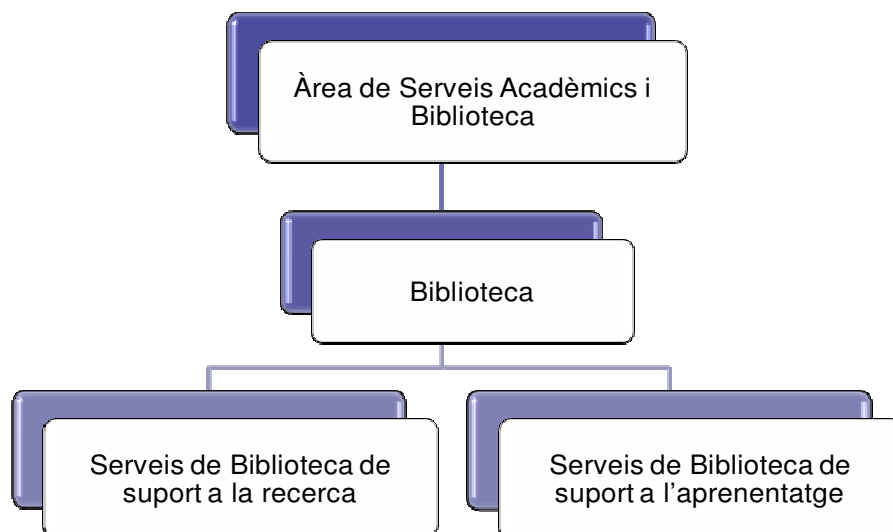 Àrea de Serveis Acadèmics i
Biblioteca
Biblioteca
Serveis de Biblioteca de
suport a la recerca
Serveis de Biblioteca de
suport a l’aprenentatge